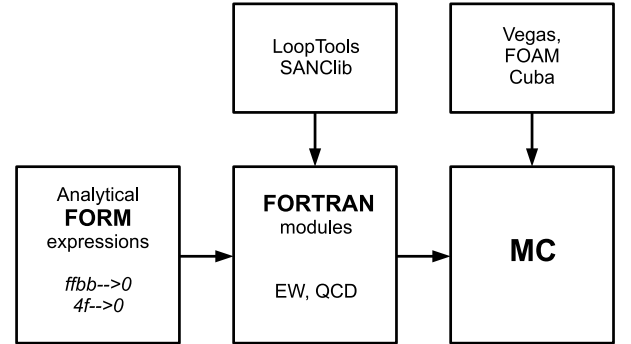 LoopTools
SANClib
Vegas,
FOAM
Cuba
Analytical
FORM
expressions
ffbb-->0
4f-->0
FORTRAN
modules
EW, QCD
MC